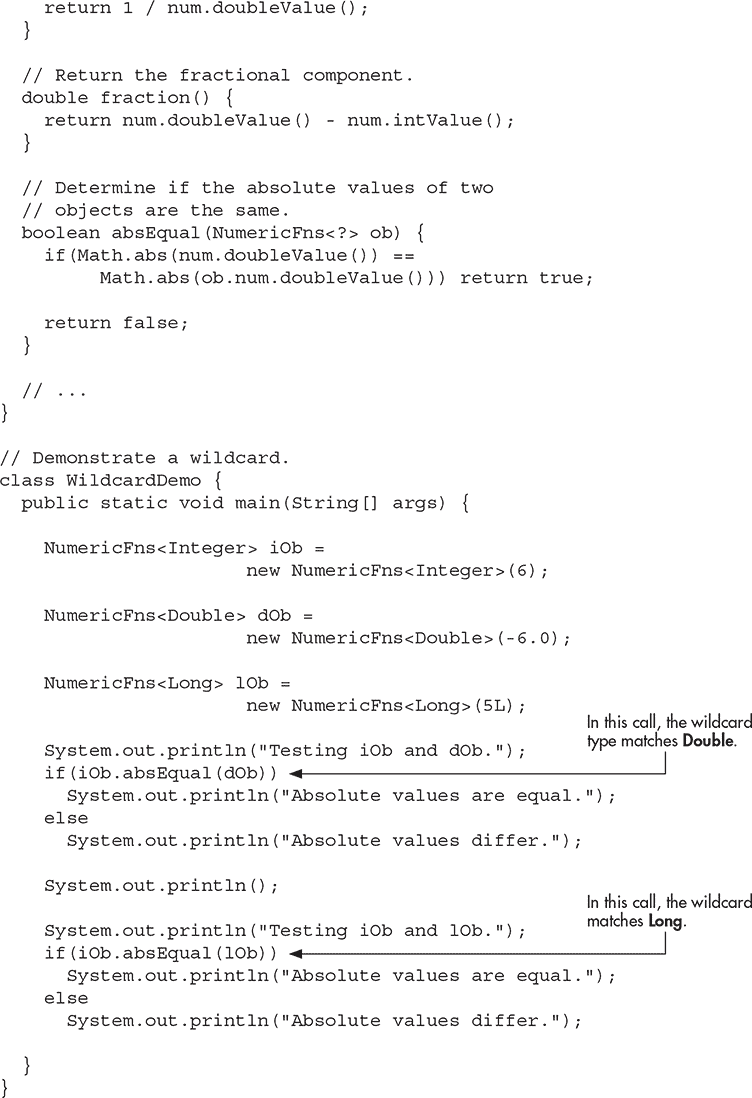 return 1 / num.doubleValue();
  }

  // Return the fractional component.
  double fraction() {
    return num.doubleValue() - num.intValue();
  }

  // Determine if the absolute values of two
  // objects are the same.
  boolean absEqual(NumericFns<?> ob) {
    if(Math.abs(num.doubleValue()) ==
         Math.abs(ob.num.doubleValue())) return true;

    return false;
  }

  // ...
}

// Demonstrate a wildcard.
class WildcardDemo {
  public static void main(String[] args) {

    NumericFns<Integer> iOb =
                      new NumericFns<Integer>(6);

    NumericFns<Double> dOb =
                      new NumericFns<Double>(-6.0);

    NumericFns<Long> lOb =
                      new NumericFns<Long>(5L);

In this call, the wildcard
type matches Double.
    System.out.println("Testing iOb and dOb.");
    if(iOb.absEqual(dOb))
      System.out.println("Absolute values are equal.");
    else
      System.out.println("Absolute values differ.");

    System.out.println();

In this call, the wildcard
matches Long.
    System.out.println("Testing iOb and lOb.");
    if(iOb.absEqual(lOb))
      System.out.println("Absolute values are equal.");
    else
      System.out.println("Absolute values differ.");

  }
}